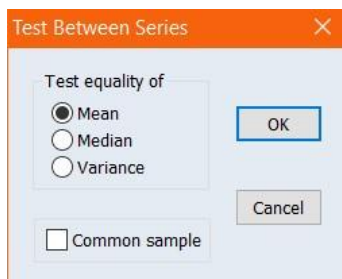 Test Between Series
Test equality of
Mean
Median
Variance
OK
Cancel
Common sample